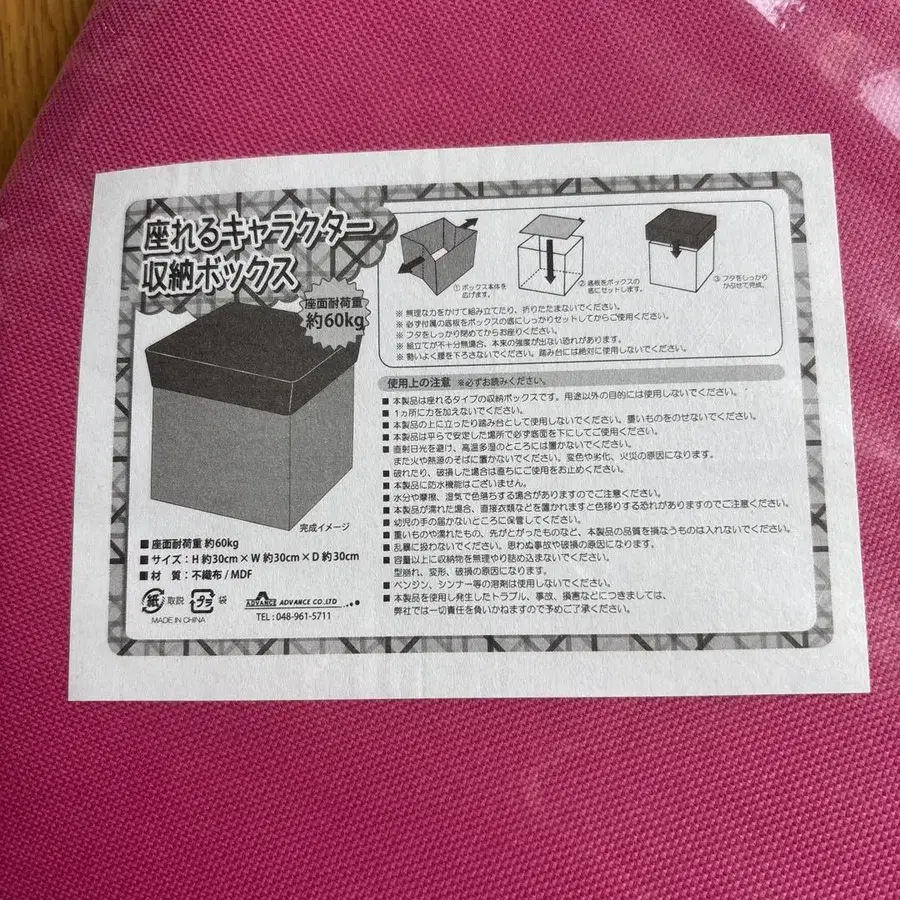 座れるキャラクター
収納ボックス
座面耐荷重
約60kg
完成イメージ
■ 座面耐荷重 約60kg
■ サイズ：H 約30cm × W 約30cm × D 約30cm
■ 材　質：不織布 / MDF
紙 取説 プラ 袋
MADE IN CHINA
ADVANCE ADVANCE CO.,LTD
TEL : 048-961-5711
① ボックス本体を
広げます。
② 底板をボックスの
底にセットします。
③ フタをしっかり
かぶせて完成。
※ 無理な力をかけて組み立てたり、折りたたまないでください。
※ 必ず付属の底板をボックスの底にしっかりセットしてからご使用ください。
※ フタをしっかり閉めてからお座りください。
※ 組立てが不十分無場合、本来の強度が出ない恐れがあります。
※ 勢いよく腰を下ろさないでください。踏み台には絶対に使用しないでください。
使用上の注意 ※必ずお読みください。
■ 本製品は座れるタイプの収納ボックスです。用途以外の目的には使用しないでください。
■ 1ヵ所に力を加えないでください。
■ 本製品の上に立ったり踏み台として使用しないでください。重いものをのせないでください。
■ 本製品は平らで安定した場所で必ず底面を下にしてご使用ください。
■ 直射日光を避け、高温多湿のところには置かないでください。
また火や熱源のそばに置かないでください。変色や劣化、火災の原因になります。
■ 破れたり、破損した場合は直ちにご使用をお止めください。
■ 本製品に防水機能はございません。
■ 水分や摩擦、湿気で色落ちする場合がありますのでご注意ください。
■ 本製品が濡れた場合、直接衣類などを置かれますと色移りする恐れがありますのでご注意ください。
■ 幼児の手の届かないところに保管してください。
■ 重いものや濡れたもの、先がとがったものなど、本製品の品質を損なうものは入れないでください。
■ 乱暴に扱わないでください。思わぬ事故や破損の原因になります。
■ 容量以上に収納物を無理やり詰め込まないでください。
型崩れ、変形、破損の原因になります。
■ ベンジン、シンナー等の溶剤は使用しないでください。
■ 本製品を使用し発生したトラブル、事故、損害などにつきましては、
弊社では一切責任を負いかねますので予めご了承ください。